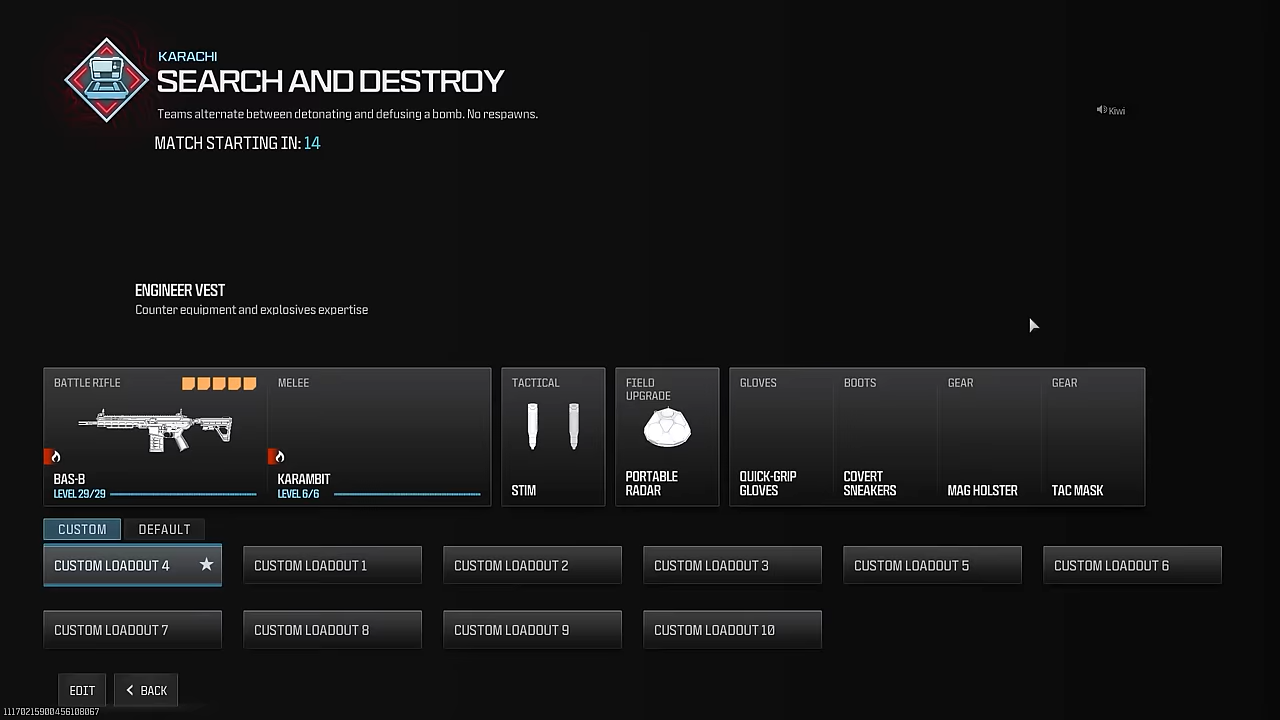 KARACHI
SEARCH AND DESTROY
Teams alternate between detonating and defusing a bomb. No respawns.
Kiwi
MATCH STARTING IN: 14
ENGINEER VEST
Counter equipment and explosives expertise
BATTLE RIFLE
BAS-B
LEVEL 29/29
MELEE
KARAMBIT
LEVEL 6/6
TACTICAL
STIM
FIELD
UPGRADE
PORTABLE
RADAR
GLOVES
QUICK-GRIP
GLOVES
BOOTS
COVERT
SNEAKERS
GEAR
MAG HOLSTER
GEAR
TAC MASK
CUSTOM
DEFAULT
CUSTOM LOADOUT 4
CUSTOM LOADOUT 1
CUSTOM LOADOUT 2
CUSTOM LOADOUT 3
CUSTOM LOADOUT 5
CUSTOM LOADOUT 6
CUSTOM LOADOUT 7
CUSTOM LOADOUT 8
CUSTOM LOADOUT 9
CUSTOM LOADOUT 10
EDIT
BACK
11170215900456108067